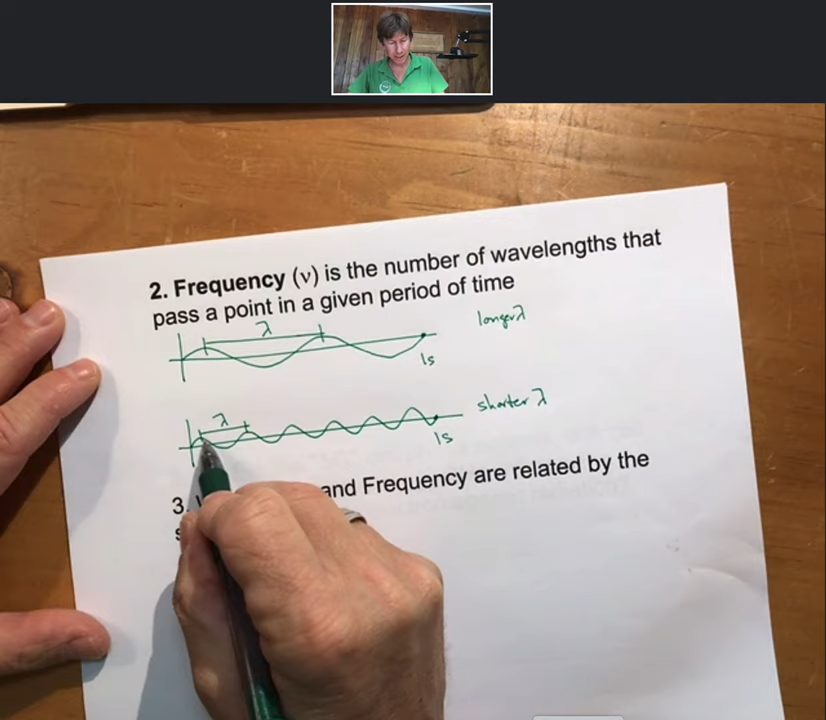 2. Frequency (ν) is the number of wavelengths that
pass a point in a given period of time
λ
longer λ
1s
λ
shorter λ
1s
3.
and Frequency are related by the